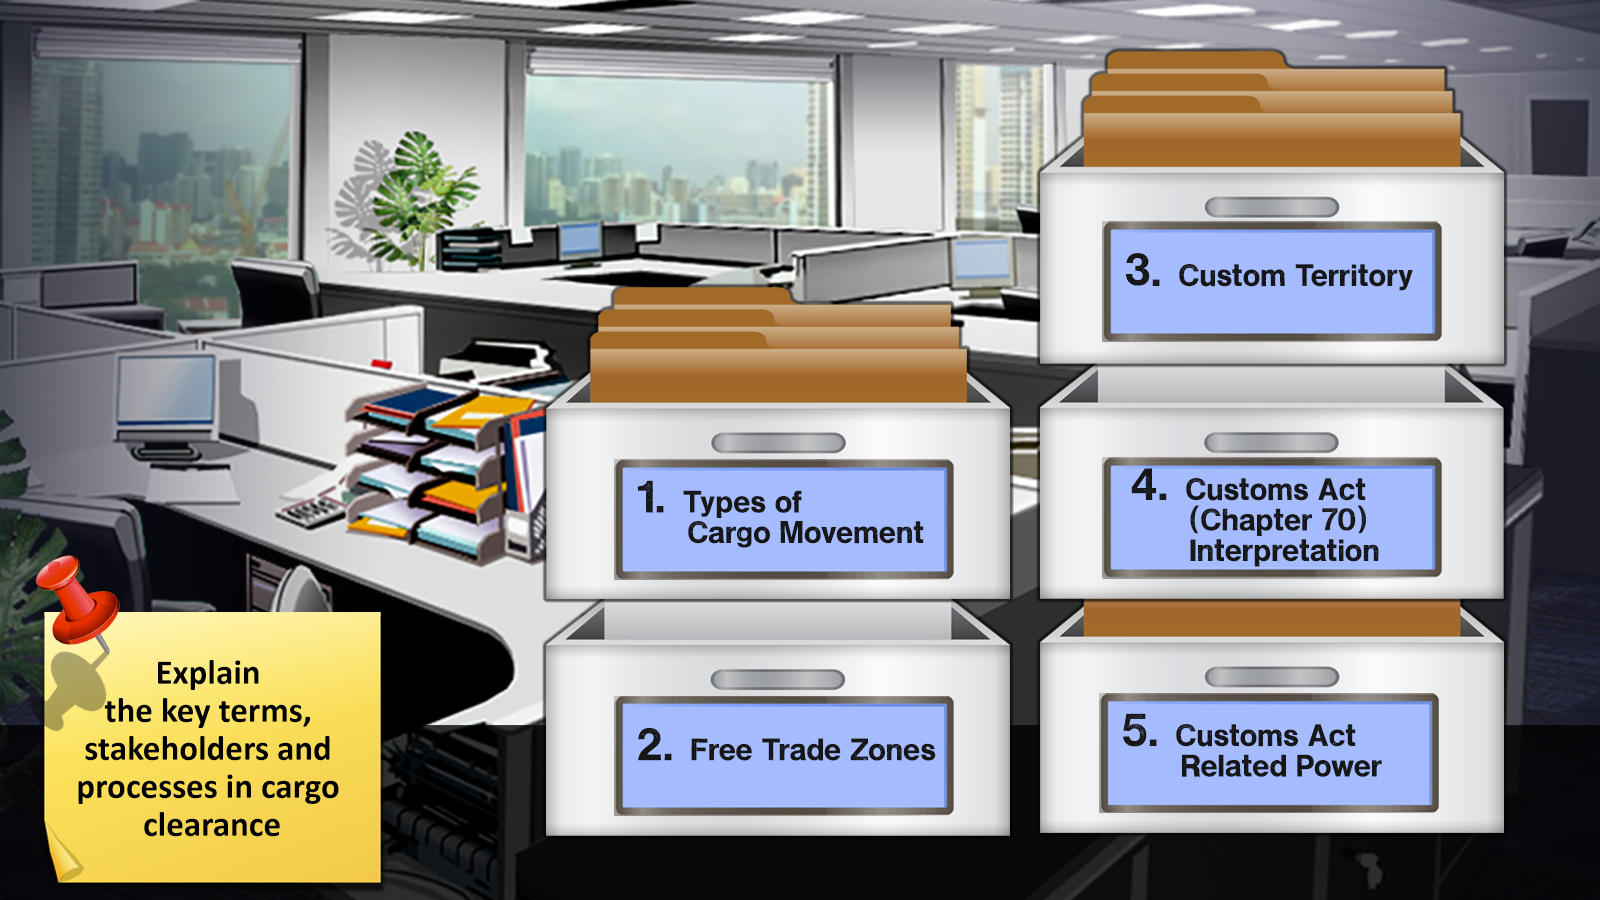 Explain
the key terms,
stakeholders and
processes in cargo
clearance
1. Types of
Cargo Movement
2. Free Trade Zones
3. Custom Territory
4. Customs Act
(Chapter 70)
Interpretation
5. Customs Act
Related Power